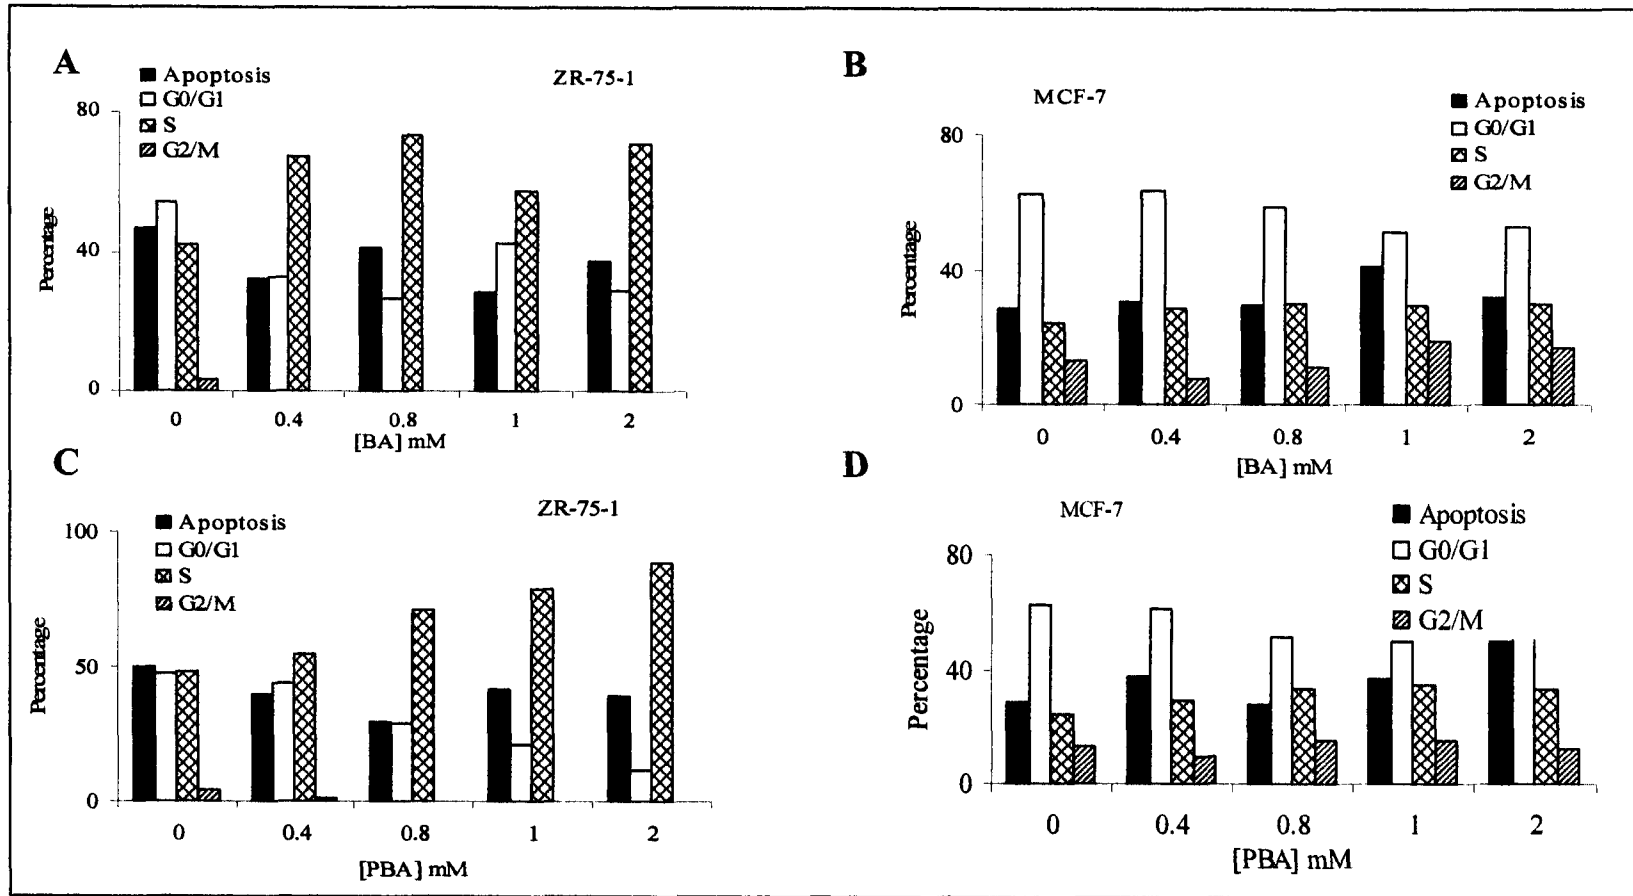 A
Apoptosis
G0/G1
S
G2/M
ZR-75-1
Percentage
80
40
0
0 0.4 0.8 1 2
[BA] mM
B
MCF-7
Apoptosis
G0/G1
S
G2/M
Percentage
80
40
0
0 0.4 0.8 1 2
[BA] mM
C
Apoptosis
G0/G1
S
G2/M
ZR-75-1
Percentage
100
50
0
0 0.4 0.8 1 2
[PBA] mM
D
MCF-7
Apoptosis
G0/G1
S
G2/M
Percentage
80
40
0
0 0.4 0.8 1 2
[PBA] mM